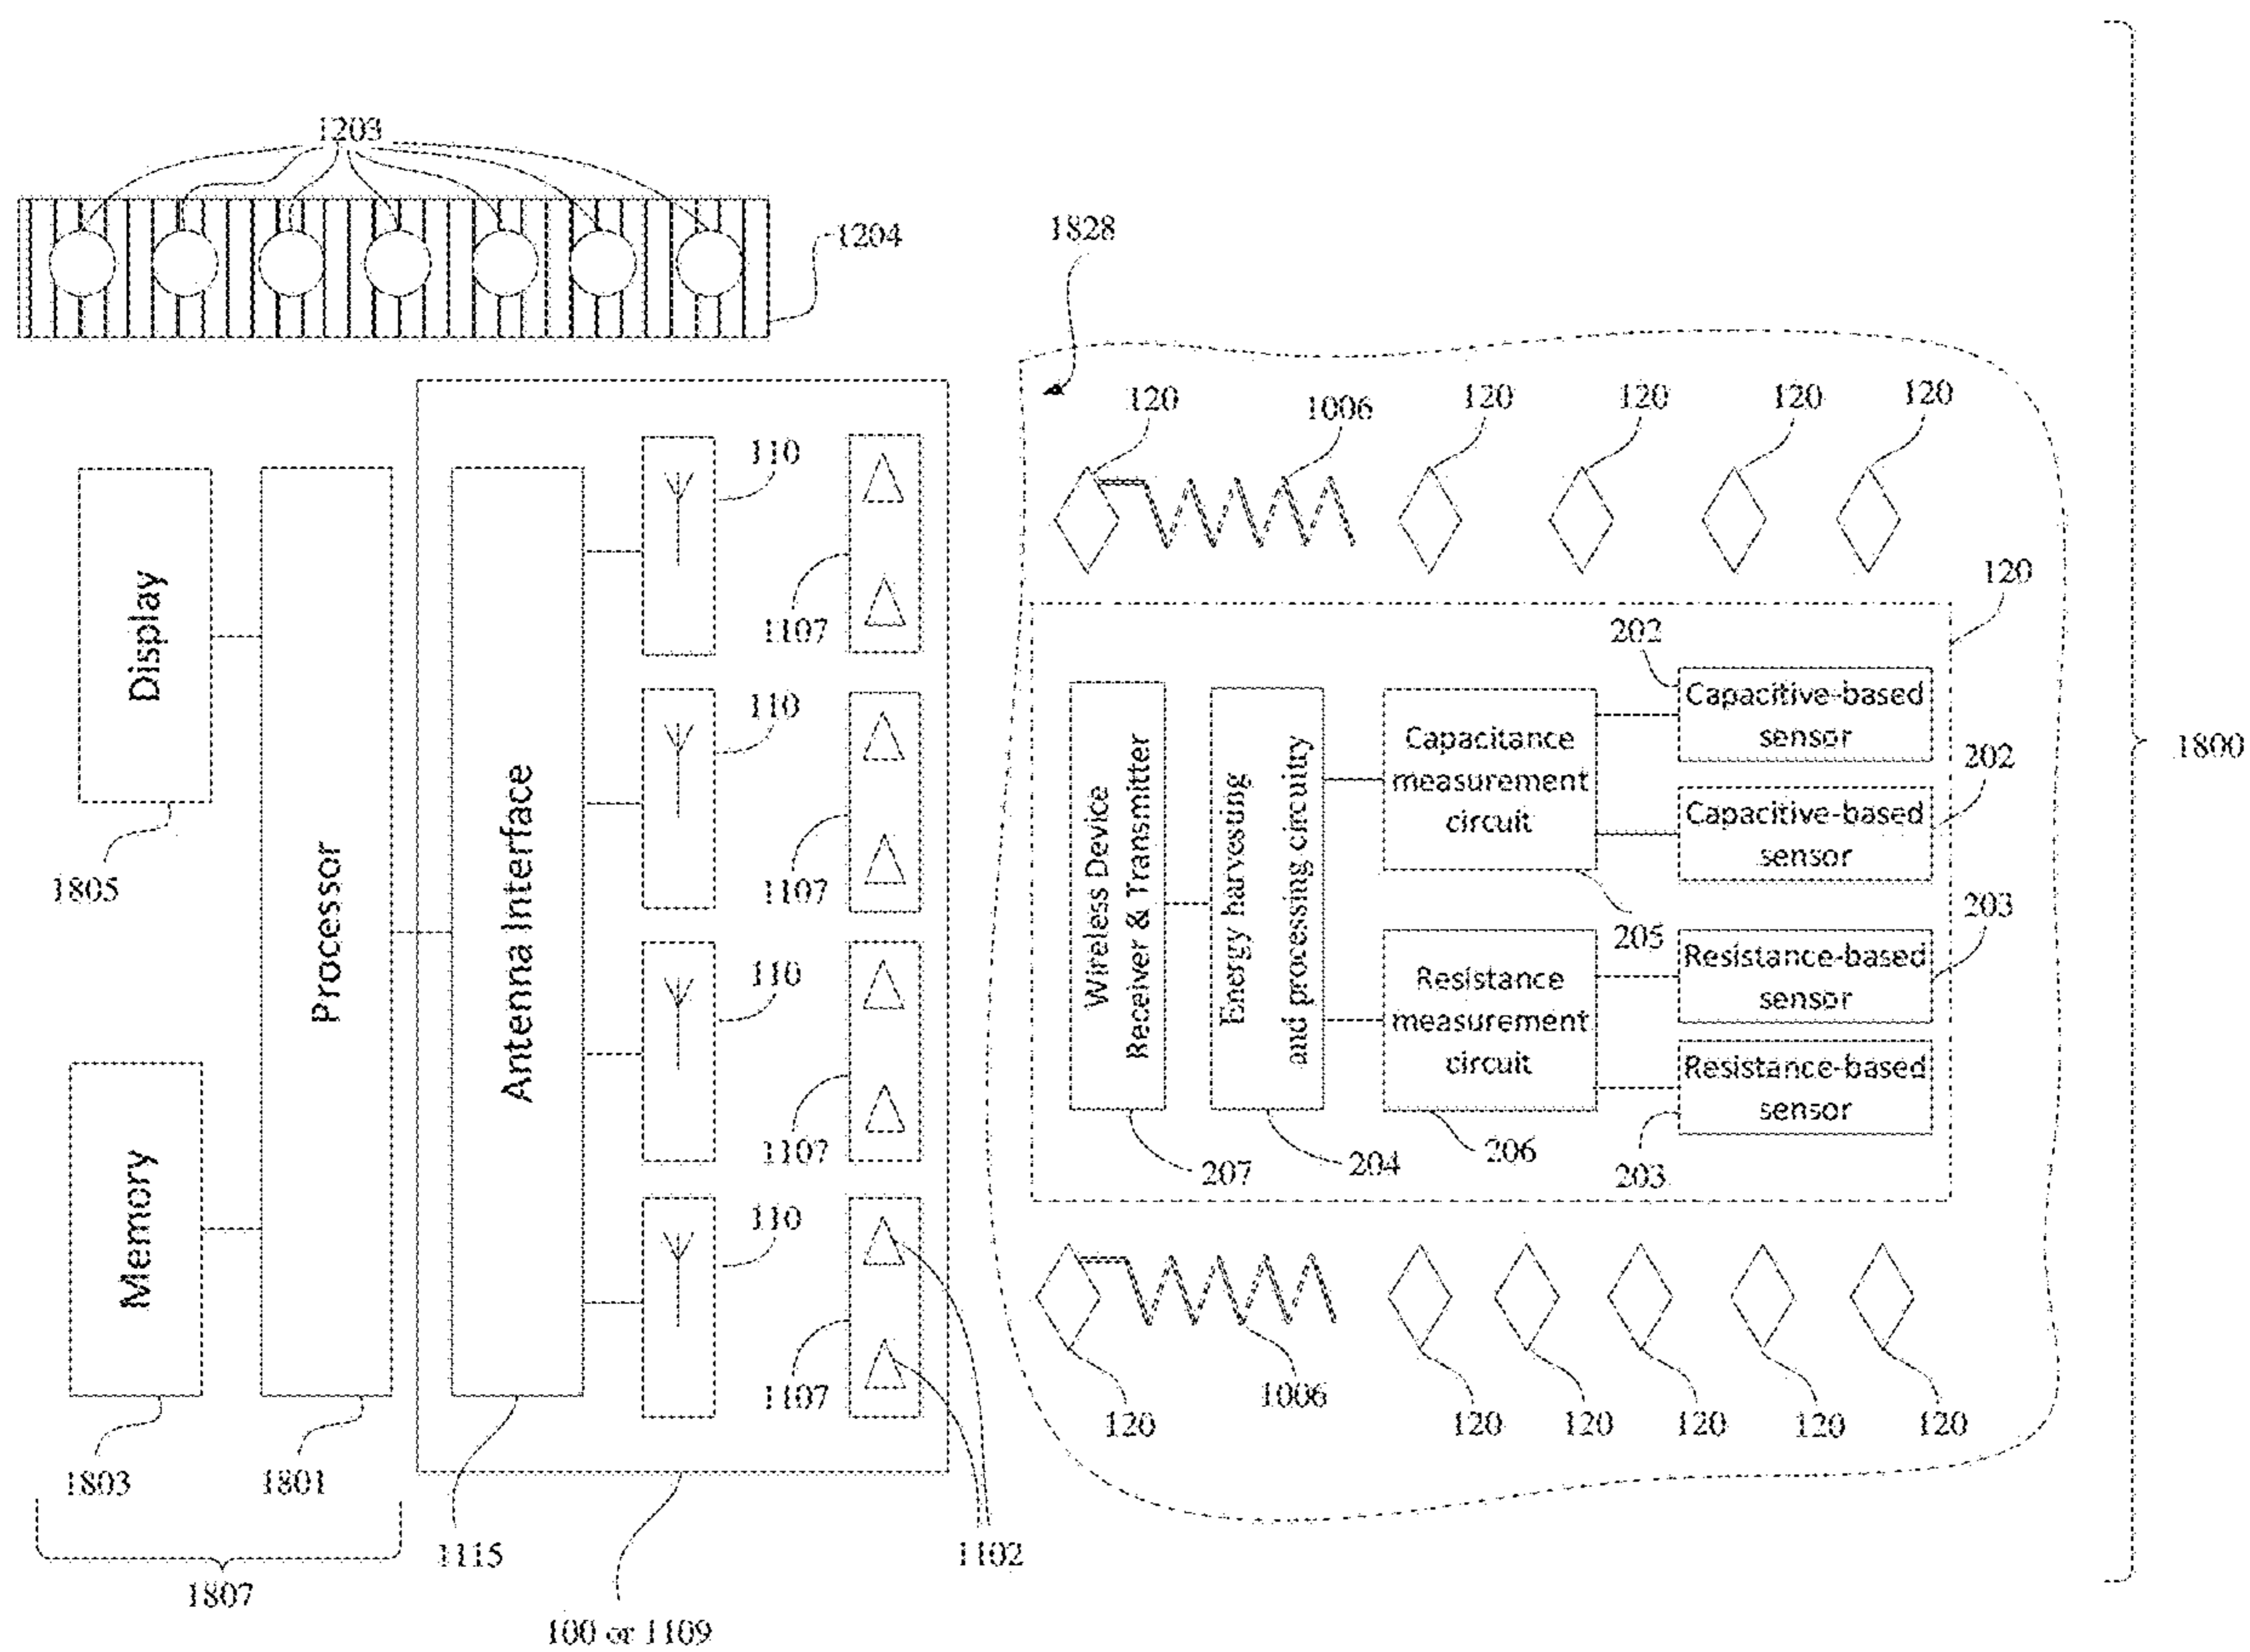 1203
1204
1828
120
1006
120
120
120
120
110
1107
110
1107
110
1107
110
1107
Display
1805
Processor
Memory
1803
1801
1807
Antenna Interface
1115
100 or 1109
1102
120
202
Capacitive-based
sensor
202
Capacitive-based
sensor
Capacitance
measurement
circuit
205
203
Resistance-based
sensor
Resistance
measurement
circuit
206
Resistance-based
sensor
203
Wireless Device
Receiver & Transmitter
207
Energy harvesting
and processing circuitry
204
1800
120
1006
120
120
120
120
120